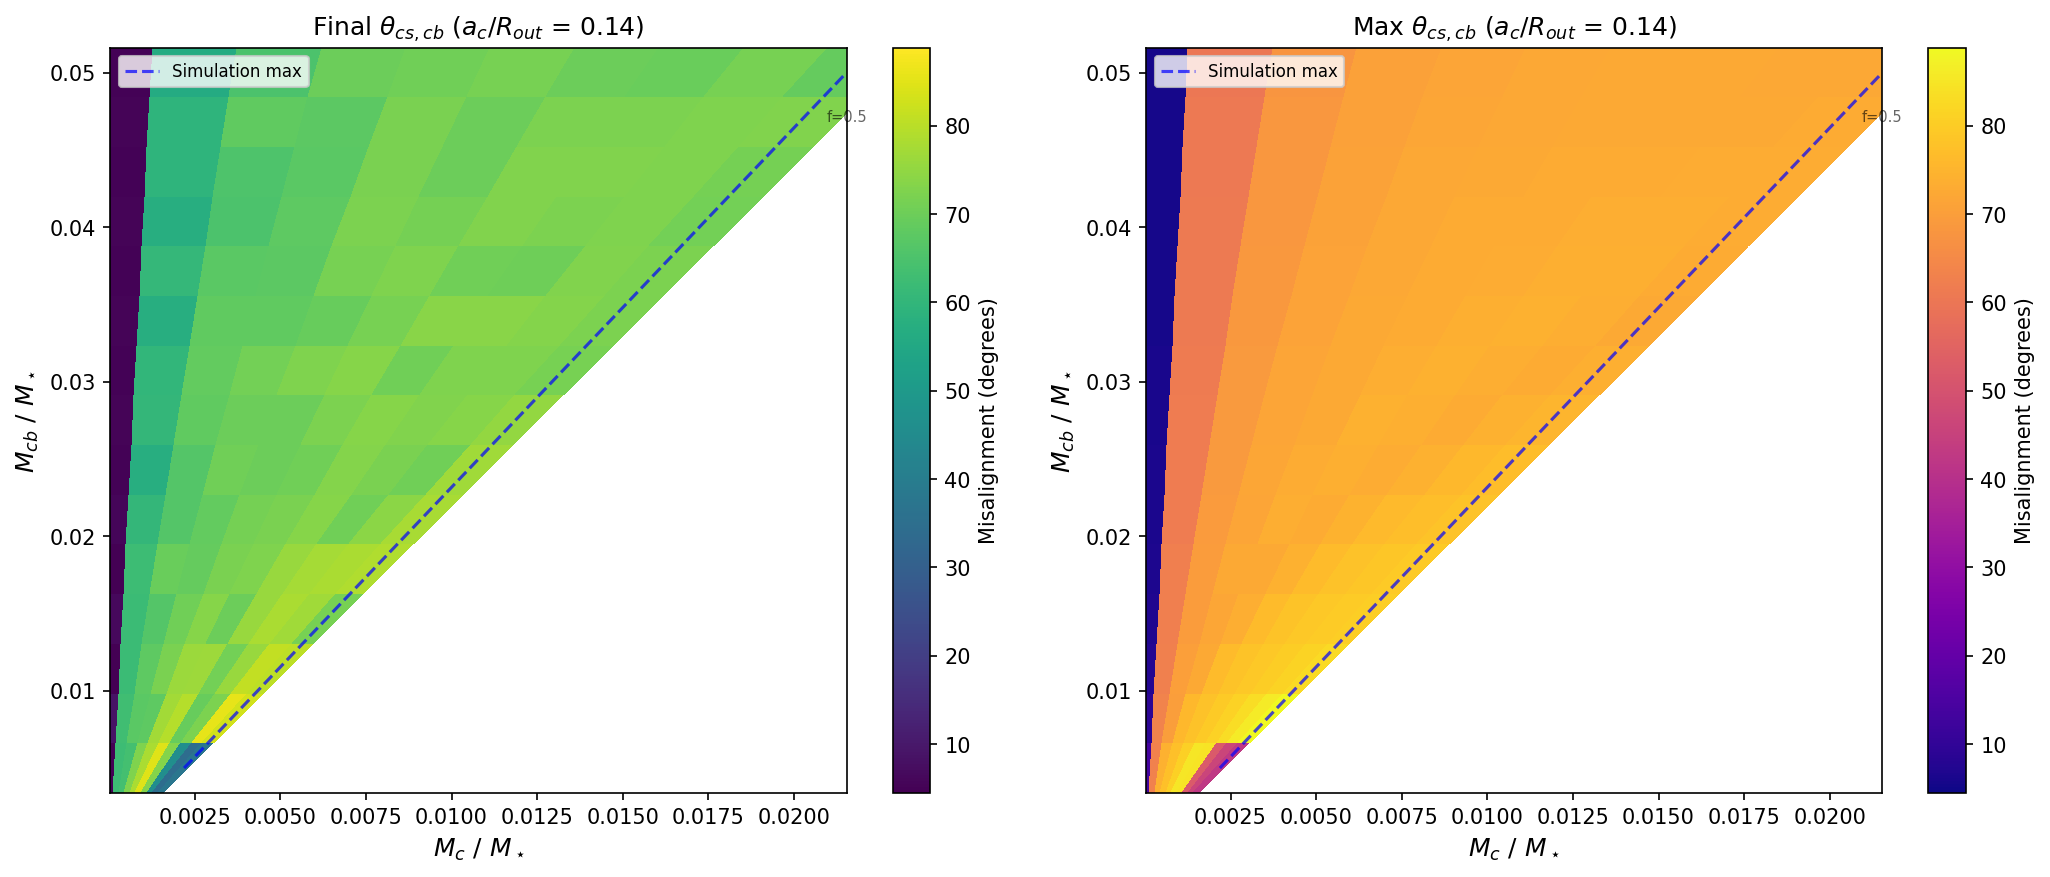 Final θcs,cb (ac/Rout = 0.14)
Simulation max
f=0.5
0.05
0.04
0.03
0.02
0.01
Mcb / M⋆
0.0025 0.0050 0.0075 0.0100 0.0125 0.0150 0.0175 0.0200
Mc / M⋆
80
70
60
50
40
30
20
10
Misalignment (degrees)
Max θcs,cb (ac/Rout = 0.14)
Simulation max
f=0.5
0.05
0.04
0.03
0.02
0.01
Mcb / M⋆
0.0025 0.0050 0.0075 0.0100 0.0125 0.0150 0.0175 0.0200
Mc / M⋆
80
70
60
50
40
30
20
10
Misalignment (degrees)